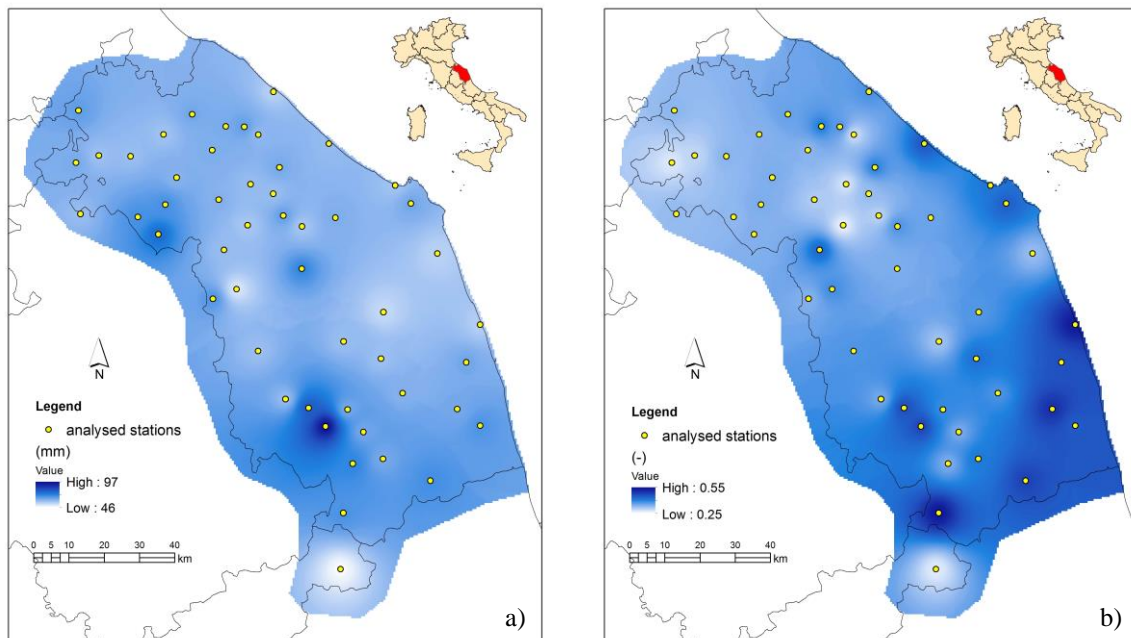 N
Legend
analysed stations
(mm)
Value
High : 97
Low : 46
0 5 10 20 30 40
km
a)
N
Legend
analysed stations
(-)
Value
High : 0.55
Low : 0.25
0 5 10 20 30 40
km
b)